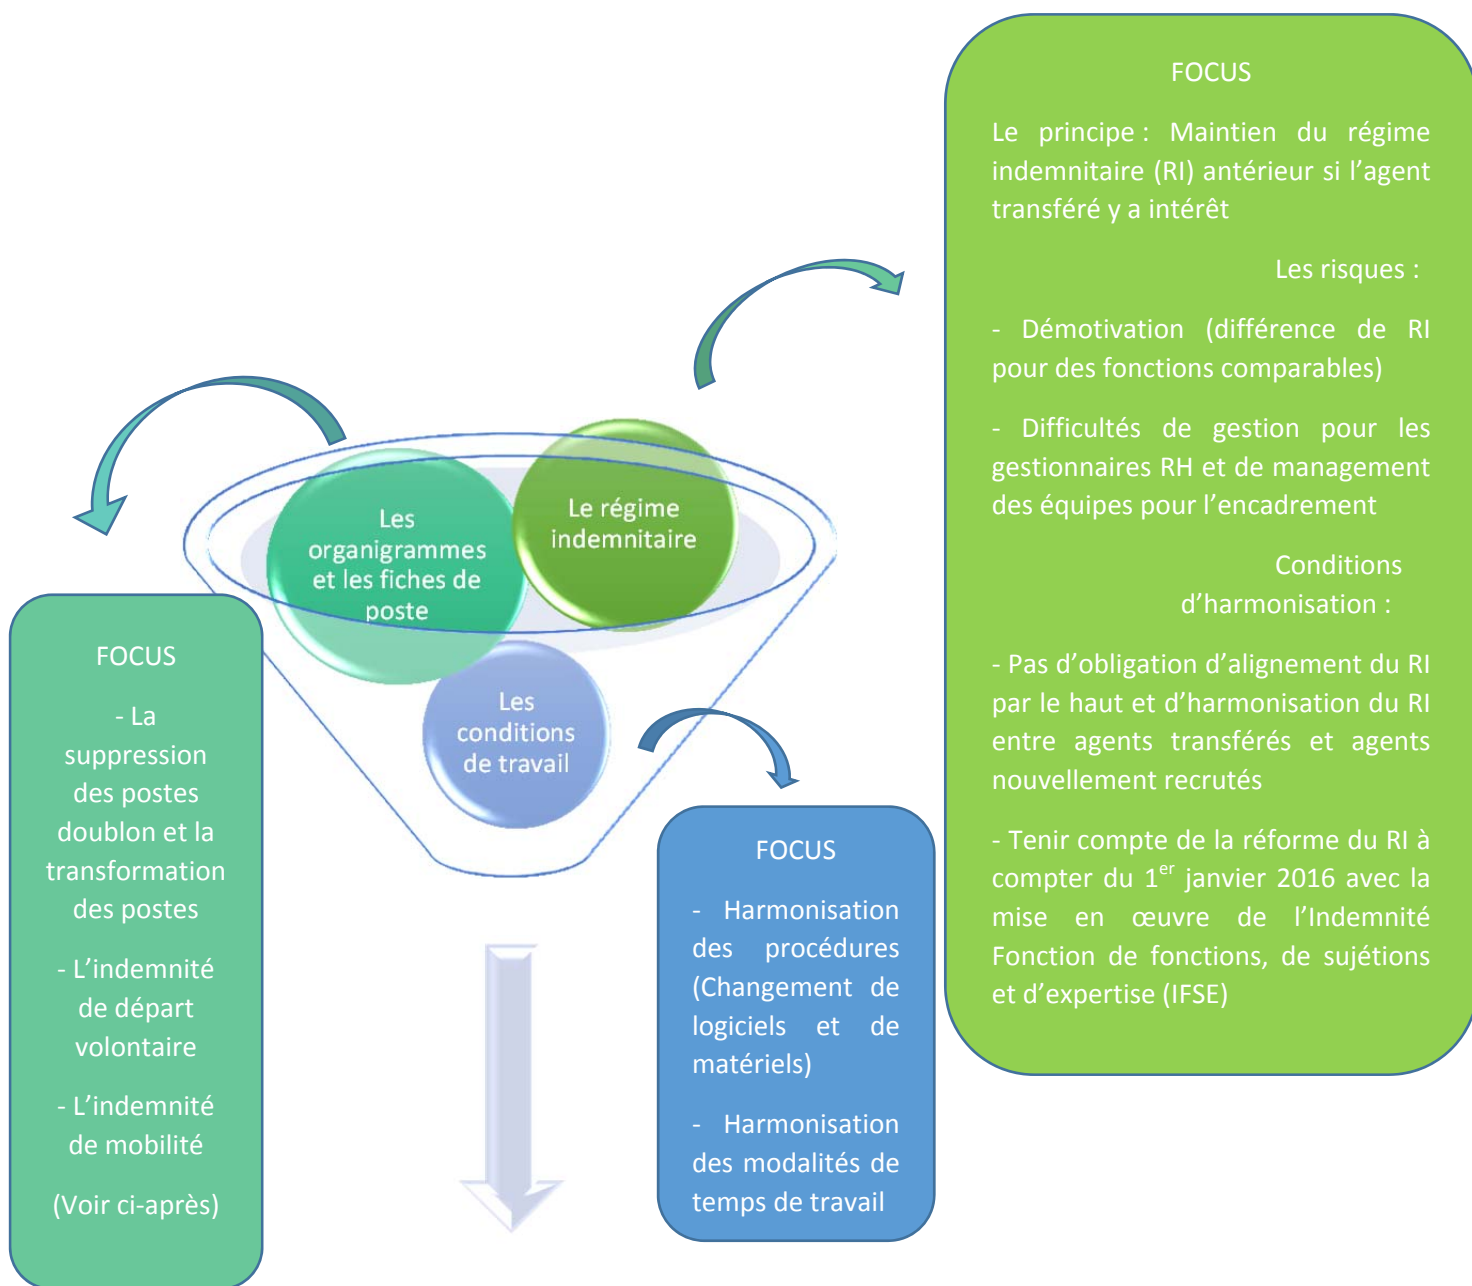 FOCUS
Le principe : Maintien du régime
indemnitaire (RI) antérieur si l’agent
transféré y a intérêt
Les risques :
- Démotivation (différence de RI
pour des fonctions comparables)
- Difficultés de gestion pour les
gestionnaires RH et de management
des équipes pour l’encadrement
Conditions
d’harmonisation :
- Pas d’obligation d’alignement du RI
par le haut et d’harmonisation du RI
entre agents transférés et agents
nouvellement recrutés
- Tenir compte de la réforme du RI à
compter du 1er janvier 2016 avec la
mise en œuvre de l’Indemnité
Fonction de fonctions, de sujétions
et d’expertise (IFSE)
Le régime
indemnitaire
Les
organigrammes
et les fiches de
poste
Les
conditions
de travail
FOCUS
- La
suppression
des postes
doublon et la
transformation
des postes
- L’indemnité
de départ
volontaire
- L’indemnité
de mobilité
(Voir ci-après)
FOCUS
- Harmonisation
des procédures
(Changement de
logiciels et de
matériels)
- Harmonisation
des modalités de
temps de travail